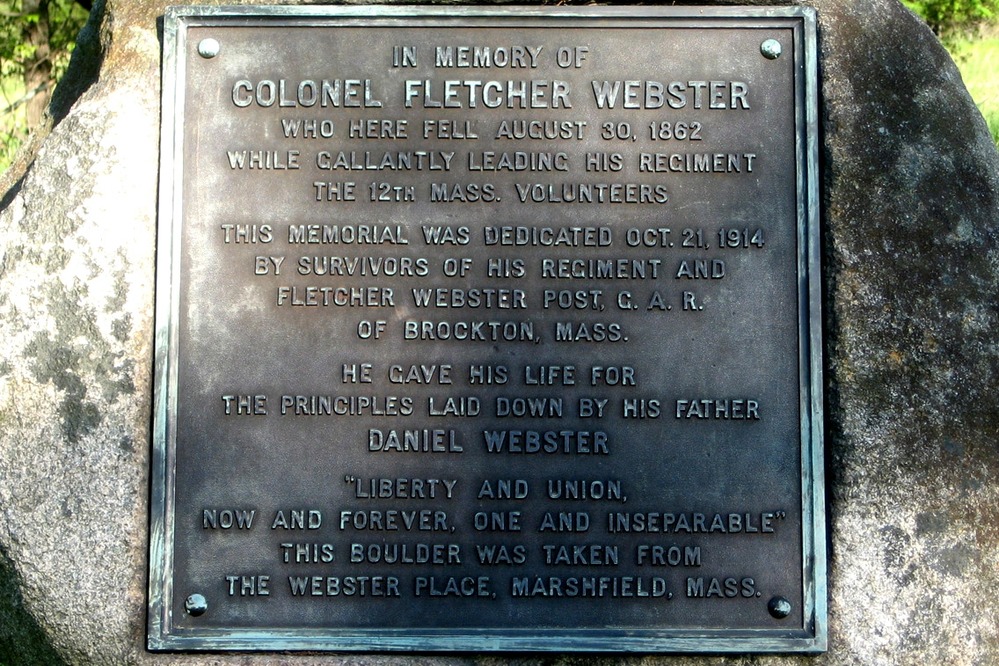 IN MEMORY OF
COLONEL FLETCHER WEBSTER
WHO HERE FELL AUGUST 30, 1862
WHILE GALLANTLY LEADING HIS REGIMENT
THE 12TH MASS. VOLUNTEERS
THIS MEMORIAL WAS DEDICATED OCT. 21, 1914
BY SURVIVORS OF HIS REGIMENT AND
FLETCHER WEBSTER POST, G. A. R.
OF BROCKTON, MASS.
HE GAVE HIS LIFE FOR
THE PRINCIPLES LAID DOWN BY HIS FATHER
DANIEL WEBSTER
"LIBERTY AND UNION,
NOW AND FOREVER, ONE AND INSEPARABLE"
THIS BOULDER WAS TAKEN FROM
THE WEBSTER PLACE, MARSHFIELD, MASS.